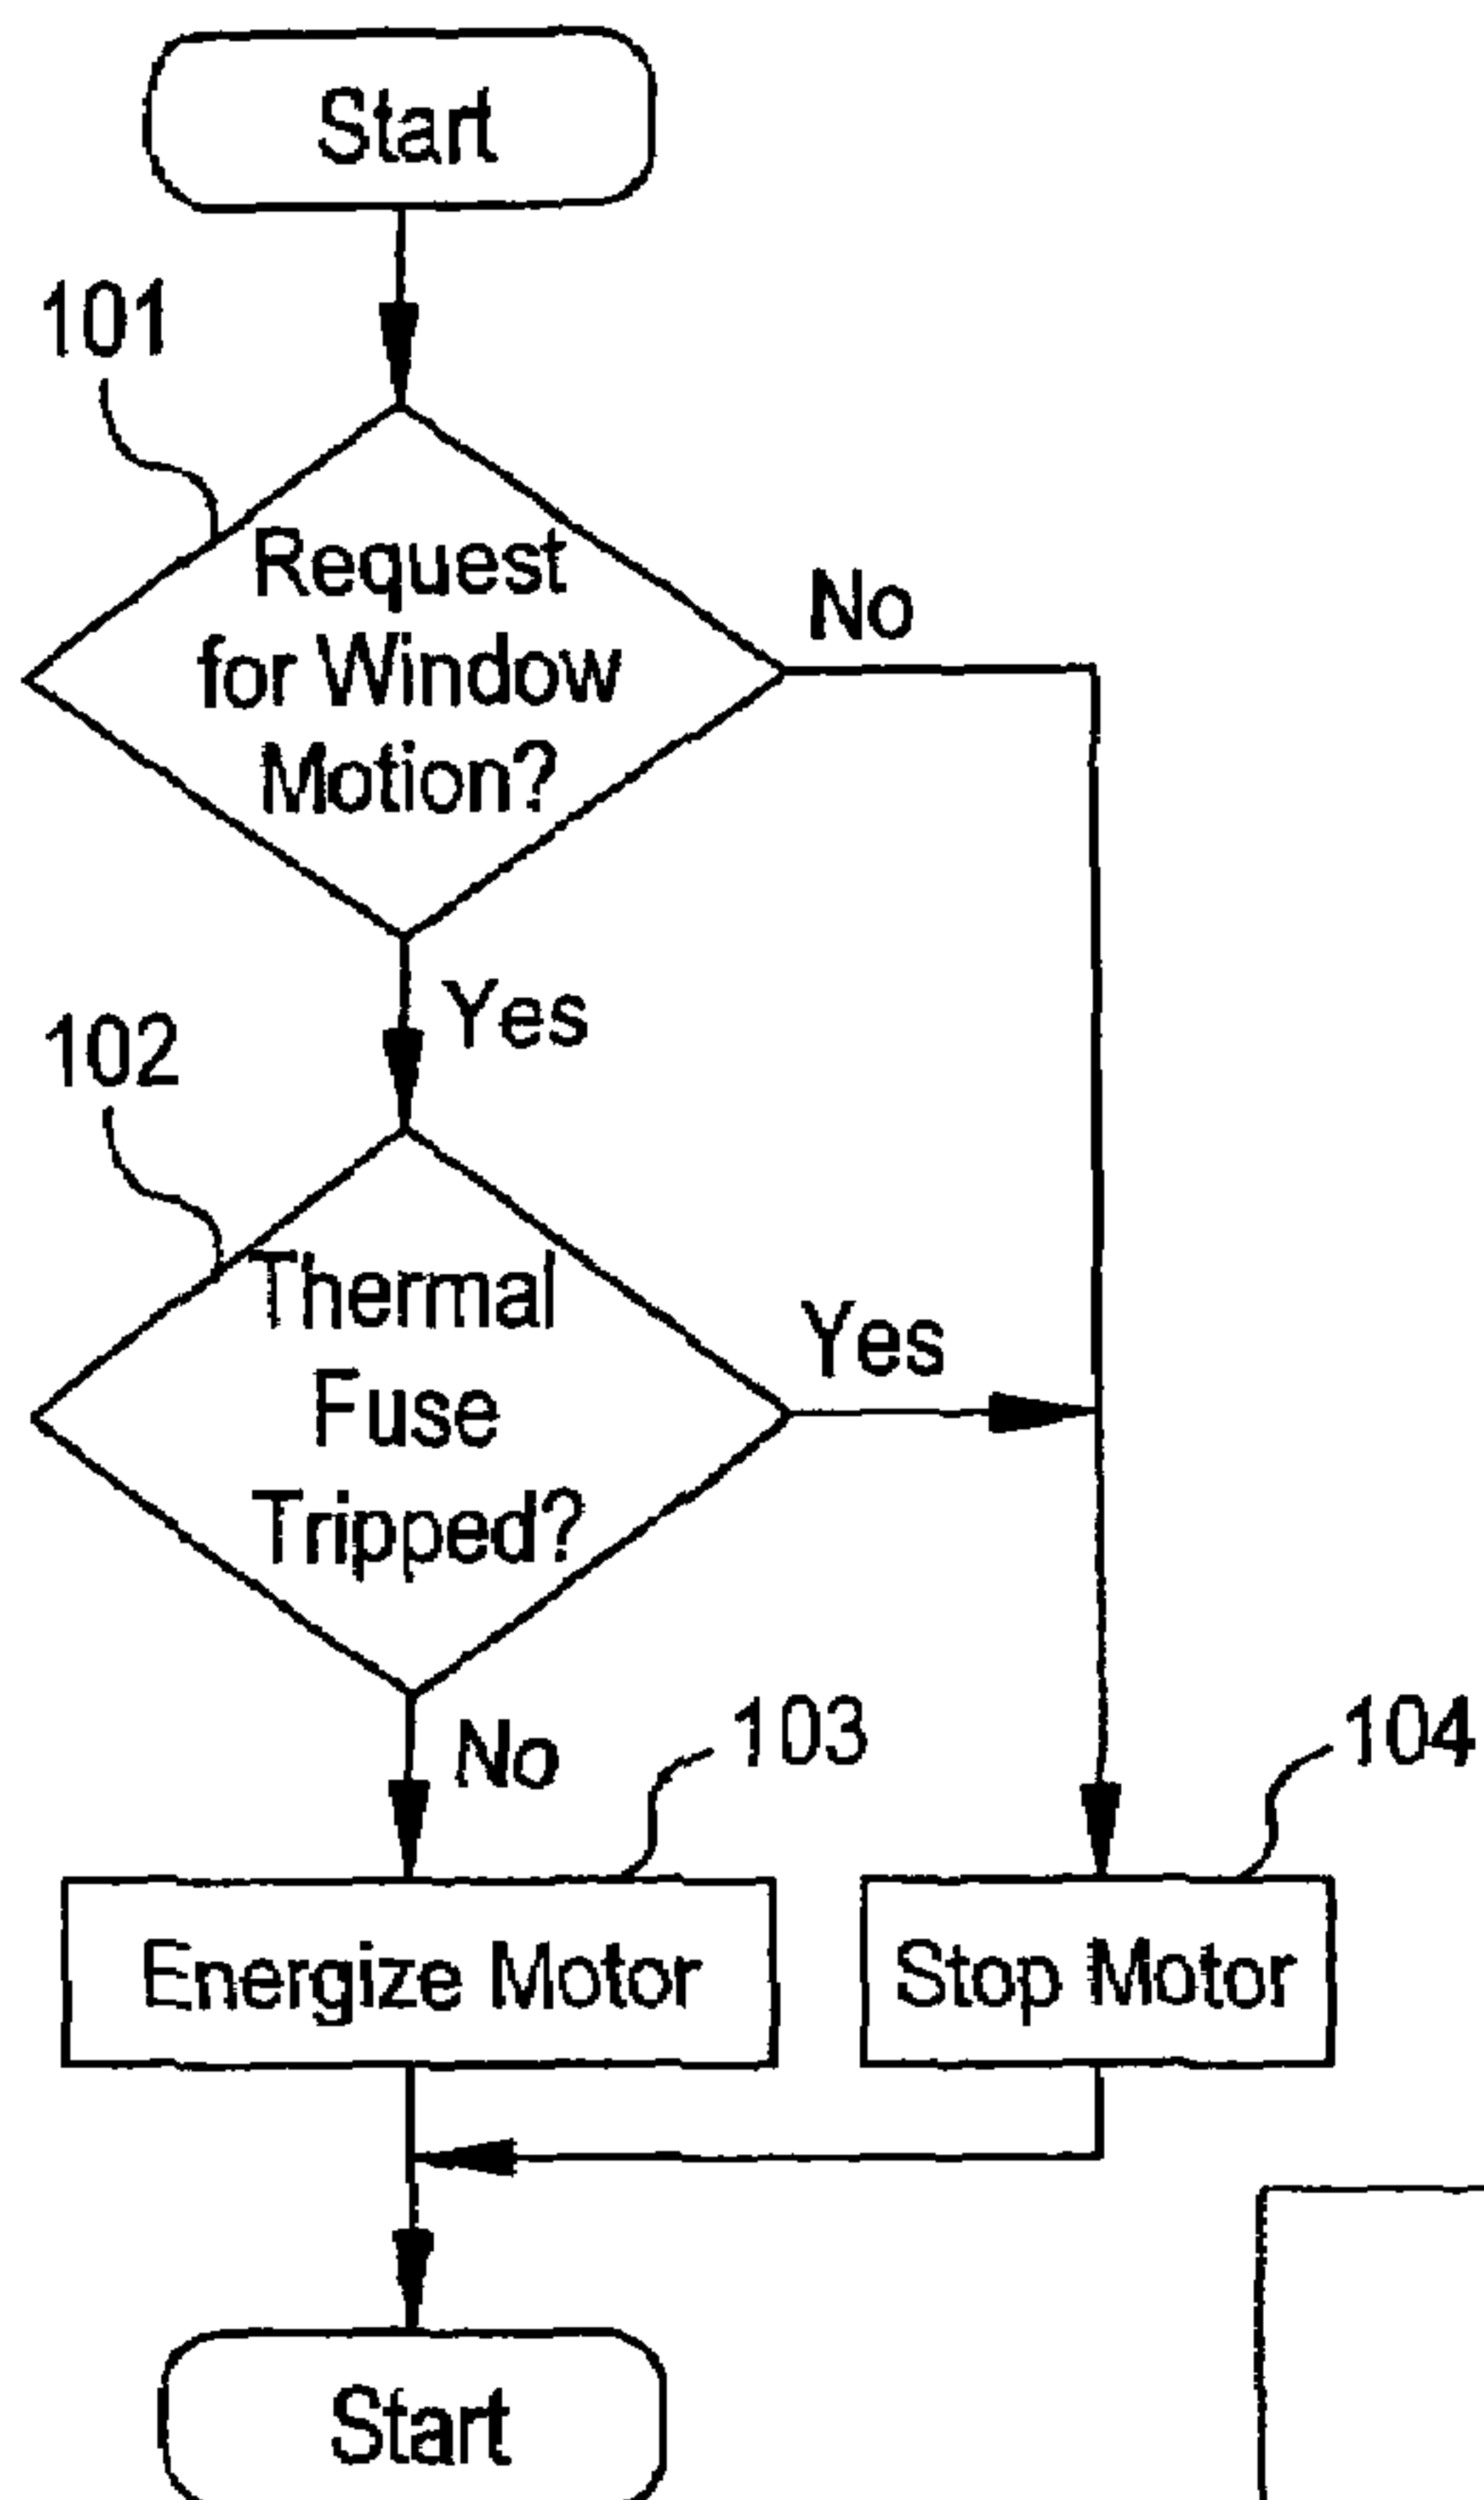 Start
101
Request
for Window
Motion?
No
Yes
102
Thermal
Fuse
Tripped?
Yes
No
103
104
Energize Motor
Stop Motor
Start